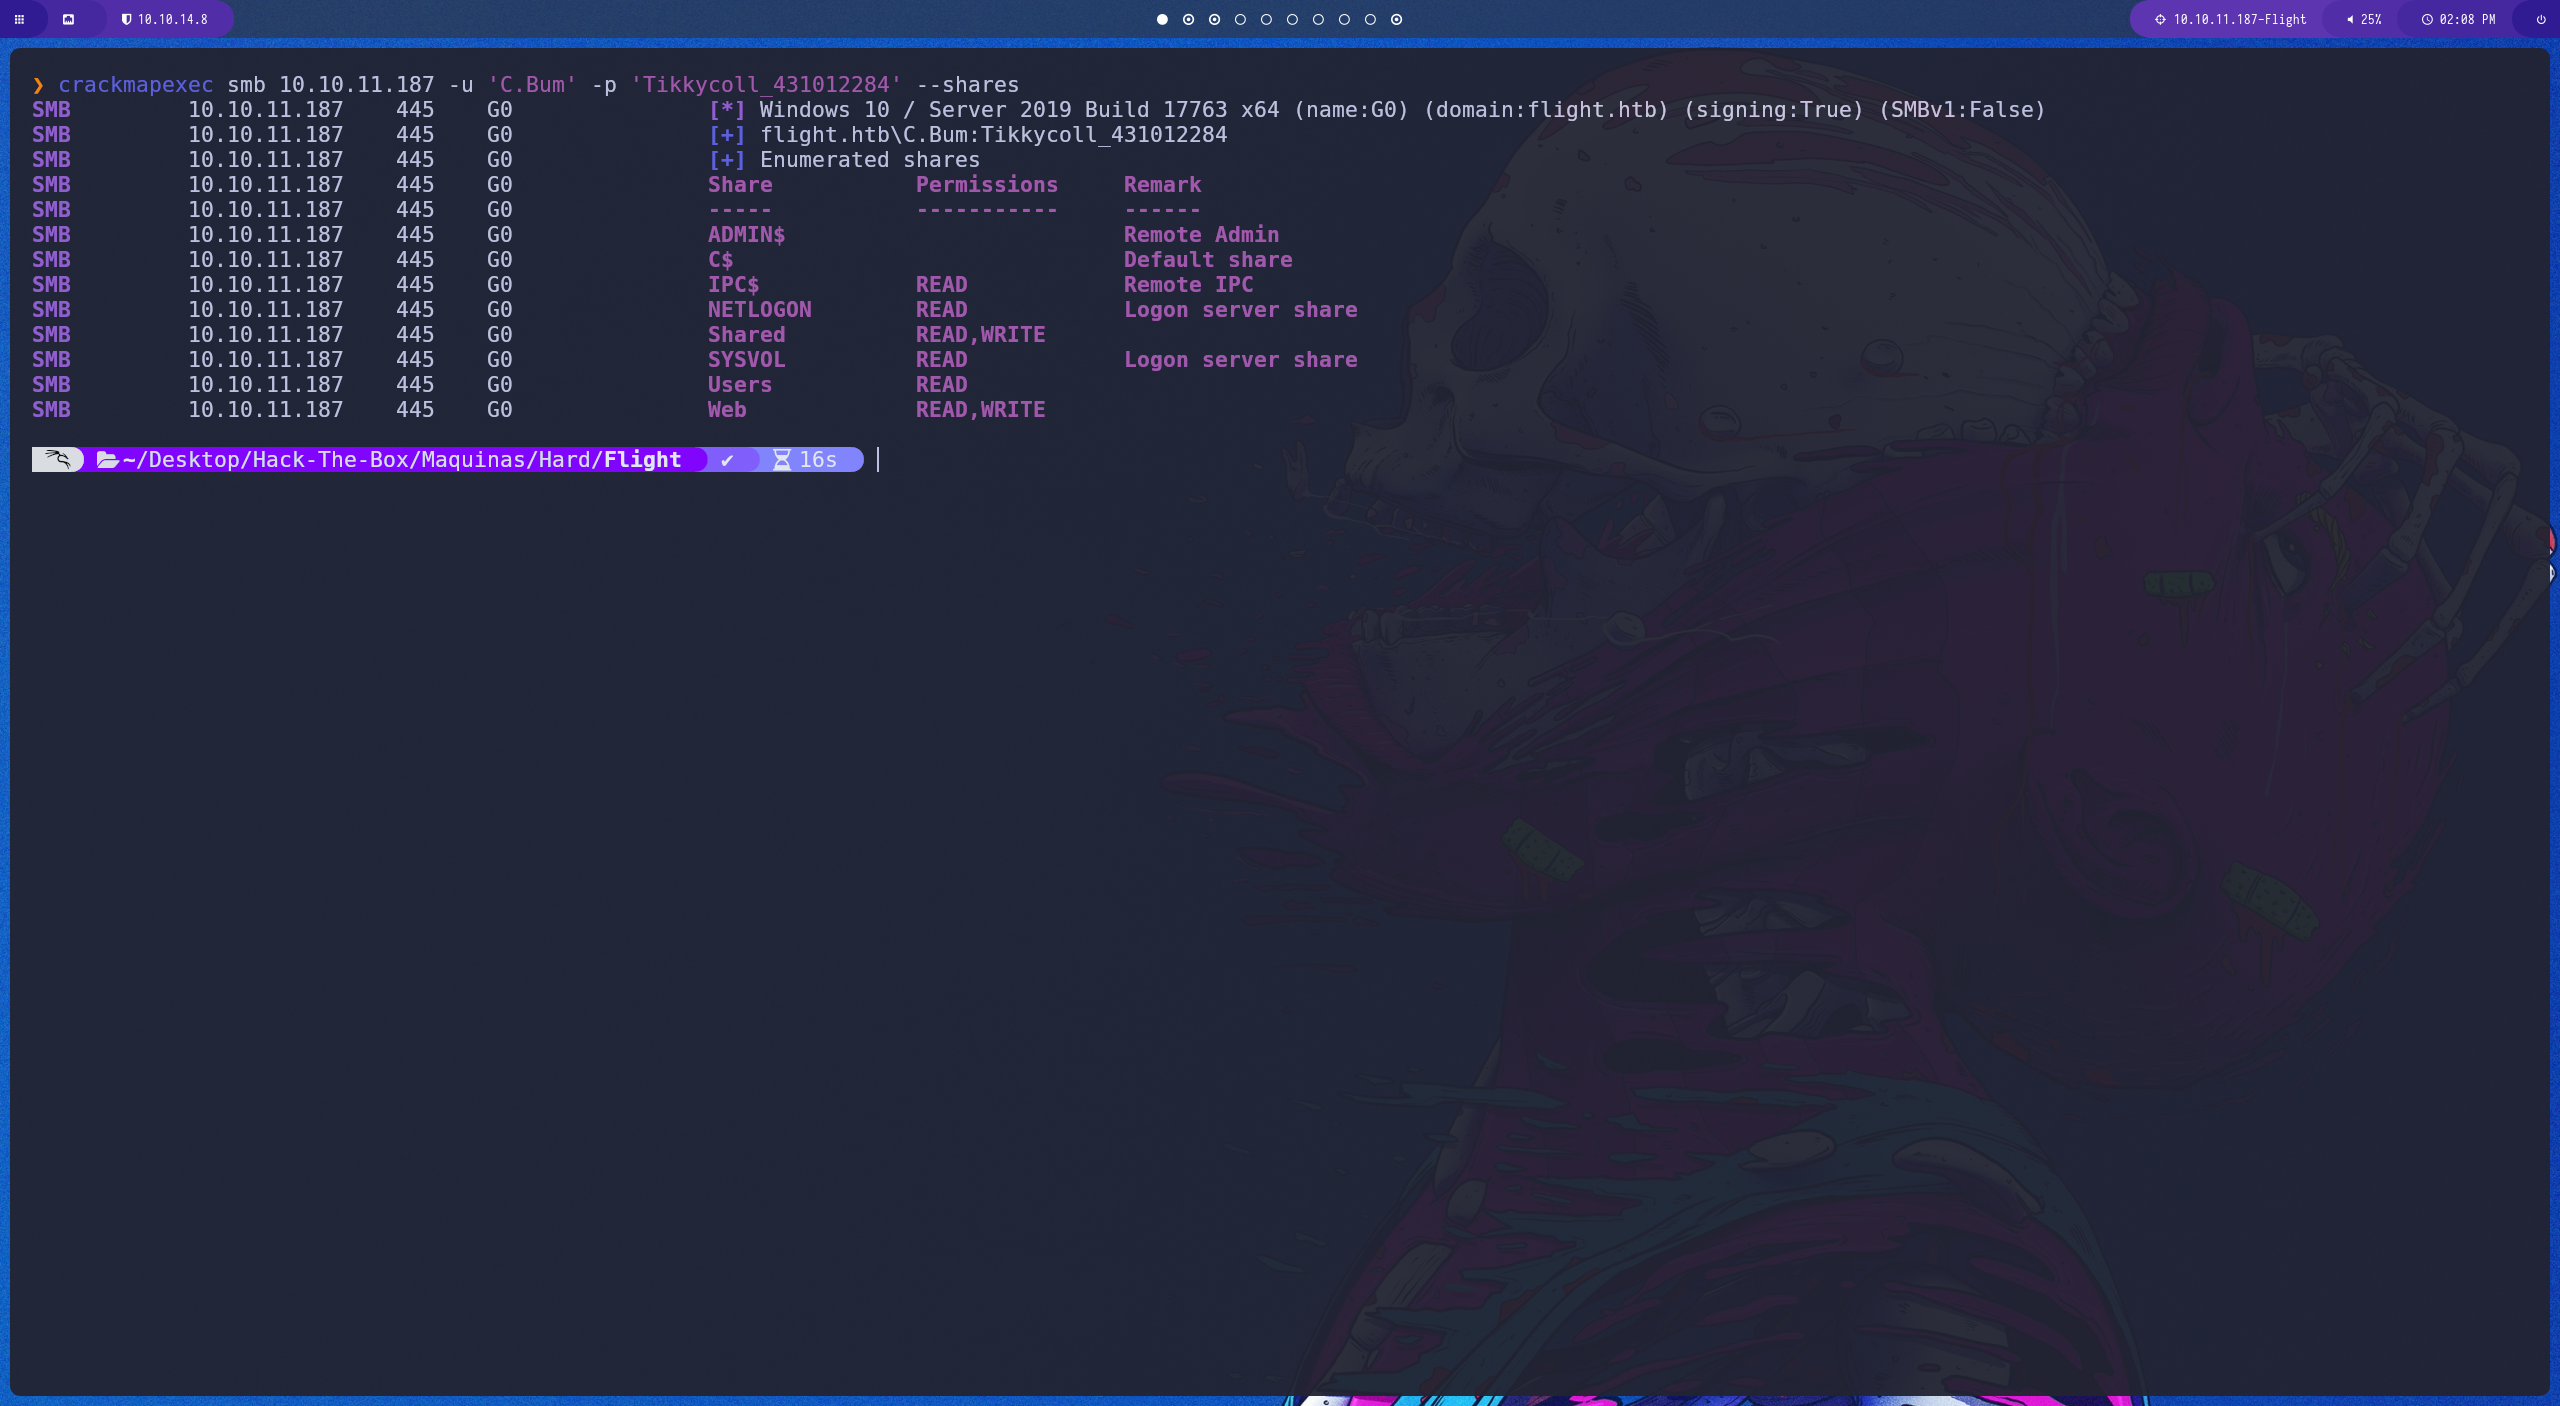 10.10.14.8
10.10.11.187-Flight 25% 02:08 PM
❯ crackmapexec smb 10.10.11.187 -u 'C.Bum' -p 'Tikkycoll_431012284' --shares
SMB 10.10.11.187 445 G0 [*] Windows 10 / Server 2019 Build 17763 x64 (name:G0) (domain:flight.htb) (signing:True) (SMBv1:False)
SMB 10.10.11.187 445 G0 [+] flight.htb\C.Bum:Tikkycoll_431012284
SMB 10.10.11.187 445 G0 [+] Enumerated shares
SMB 10.10.11.187 445 G0 Share Permissions Remark
SMB 10.10.11.187 445 G0 ----- ----------- ------
SMB 10.10.11.187 445 G0 ADMIN$ Remote Admin
SMB 10.10.11.187 445 G0 C$ Default share
SMB 10.10.11.187 445 G0 IPC$ READ Remote IPC
SMB 10.10.11.187 445 G0 NETLOGON READ Logon server share
SMB 10.10.11.187 445 G0 Shared READ,WRITE
SMB 10.10.11.187 445 G0 SYSVOL READ Logon server share
SMB 10.10.11.187 445 G0 Users READ
SMB 10.10.11.187 445 G0 Web READ,WRITE
~/Desktop/Hack-The-Box/Maquinas/Hard/Flight ✔ 16s